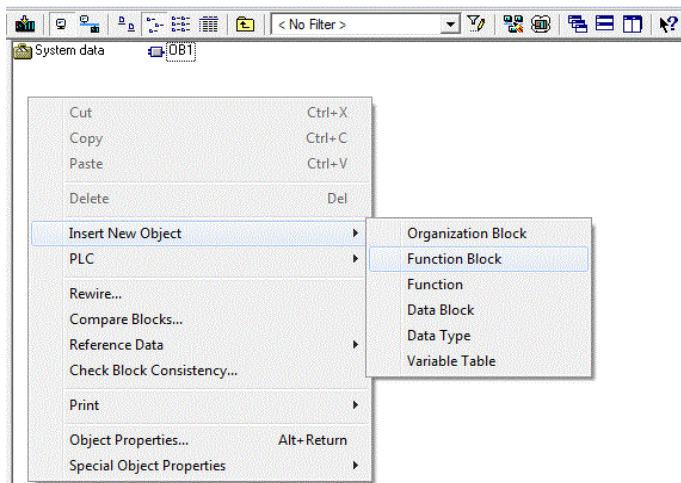 < No Filter >
System data OB1
Cut Ctrl+X
Copy Ctrl+C
Paste Ctrl+V
Delete Del
Insert New Object
PLC
Rewire...
Compare Blocks...
Reference Data
Check Block Consistency...
Print
Object Properties... Alt+Return
Special Object Properties
Organization Block
Function Block
Function
Data Block
Data Type
Variable Table